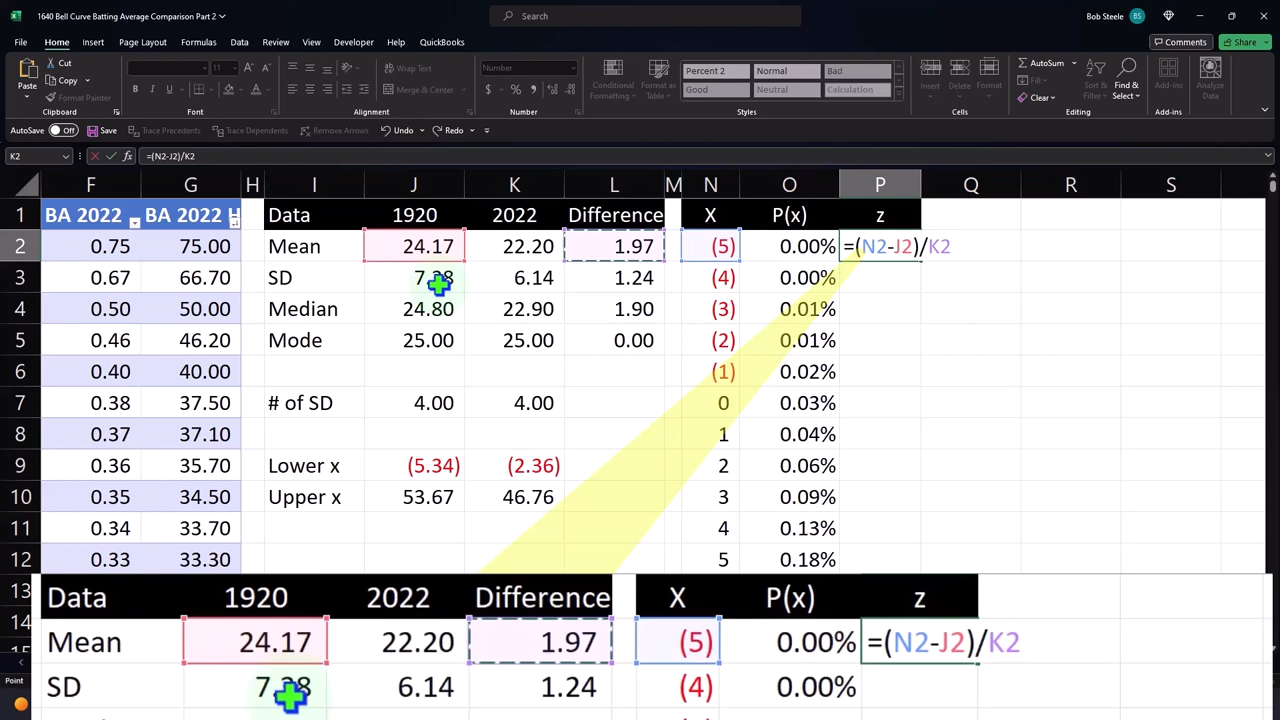 1640 Bell Curve Batting Average Comparison Part 2
Search
Bob Steele BS
File Home Insert Page Layout Formulas Data Review View Developer Help QuickBooks Comments Share
Paste Cut Copy Format Painter
11 A A Wrap Text Merge & Center
B I U
Number $ %
Conditional Formatting Format as Table
Percent 2 Normal Bad
Good Neutral Calculation
Insert Delete Format
AutoSum Fill Clear
Sort & Filter Find & Select
Add-ins Analyze Data
Clipboard Font Alignment Number Styles Cells Editing Add-ins
AutoSave Off Save Trace Precedents Trace Dependents Remove Arrows Undo Redo
K2 fx =(N2-J2)/K2
F G H I J K L M N O P Q R S
1 BA 2022 BA 2022 H Data 1920 2022 Difference X P(x) z
2 0.75 75.00 Mean 24.17 22.20 1.97 (5) 0.00% =(N2-J2)/K2
3 0.67 66.70 SD 6.14 1.24 (4) 0.00%
4 0.50 50.00 Median 24.80 22.90 1.90 (3) 0.01%
5 0.46 46.20 Mode 25.00 25.00 0.00 (2) 0.01%
6 0.40 40.00 (1) 0.02%
7 0.38 37.50 # of SD 4.00 4.00 0 0.03%
8 0.37 37.10 1 0.04%
9 0.36 35.70 Lower x (5.34) (2.36) 2 0.06%
10 0.35 34.50 Upper x 53.67 46.76 3 0.09%
11 0.34 33.70 4 0.13%
12 0.33 33.30 5 0.18%
13 Data 1920 2022 Difference X P(x) z
14 Mean 24.17 22.20 1.97 (5) 0.00% =(N2-J2)/K2
SD 6.14 1.24 (4) 0.00%
Point